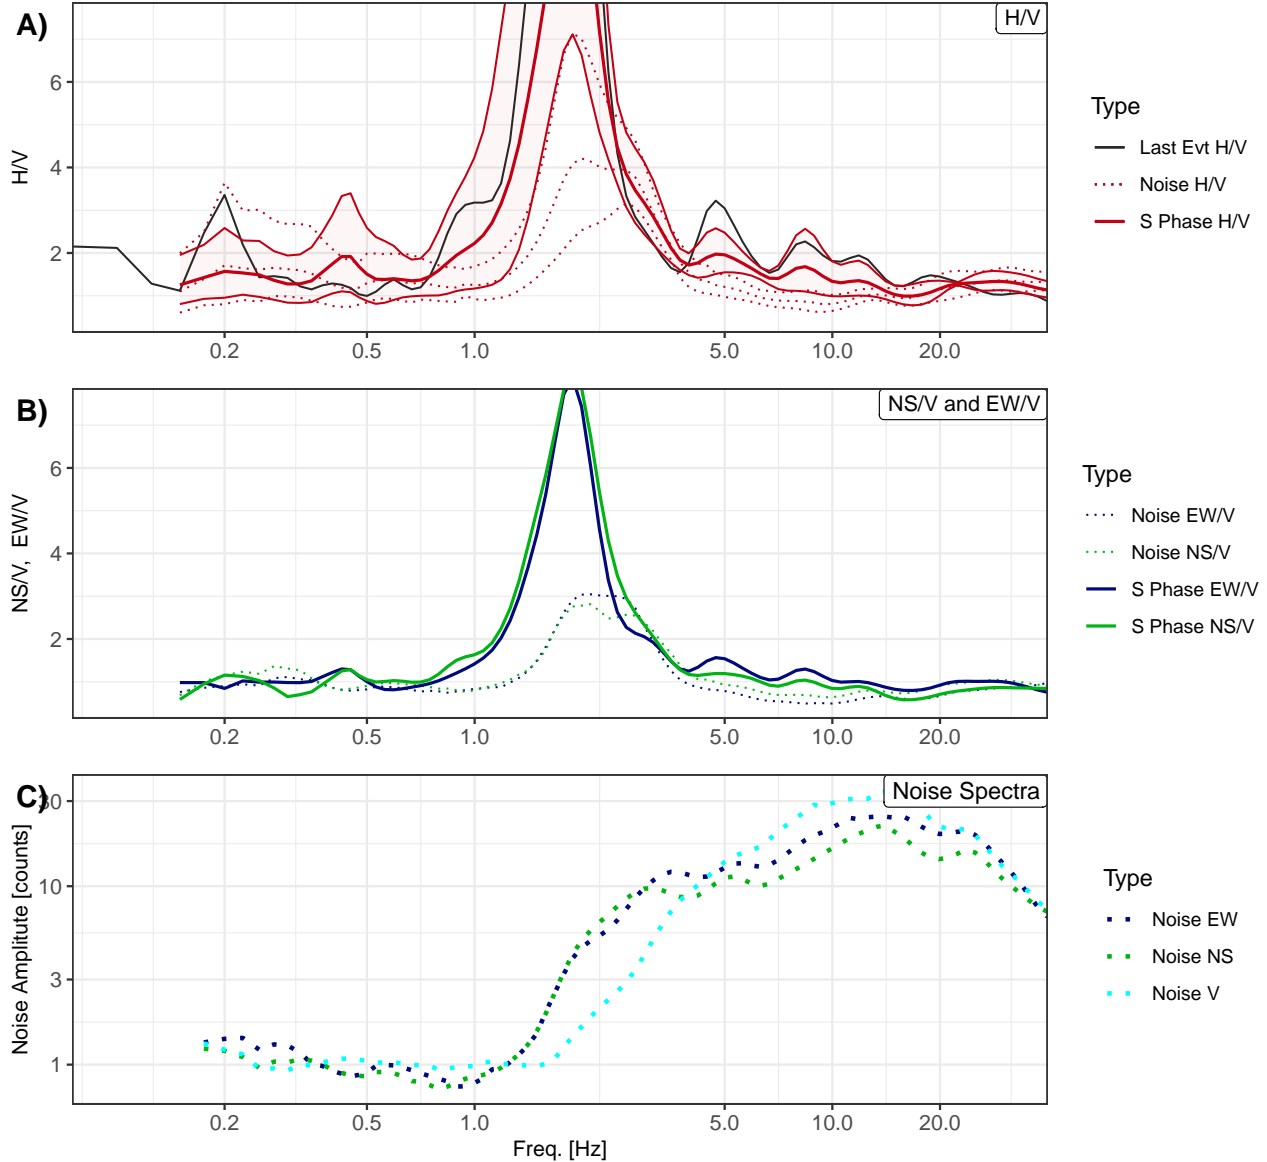 A)
H/V
H/V
6
4
2
0.2 0.5 1.0 5.0 10.0 20.0
Type
Last Evt H/V
Noise H/V
S Phase H/V
B)
NS/V and EW/V
NS/V, EW/V
6
4
2
0.2 0.5 1.0 5.0 10.0 20.0
Type
Noise EW/V
Noise NS/V
S Phase EW/V
S Phase NS/V
C)
Noise Spectra
Noise Amplitude [counts]
30
10
3
1
0.2 0.5 1.0 5.0 10.0 20.0
Freq. [Hz]
Type
Noise EW
Noise NS
Noise V